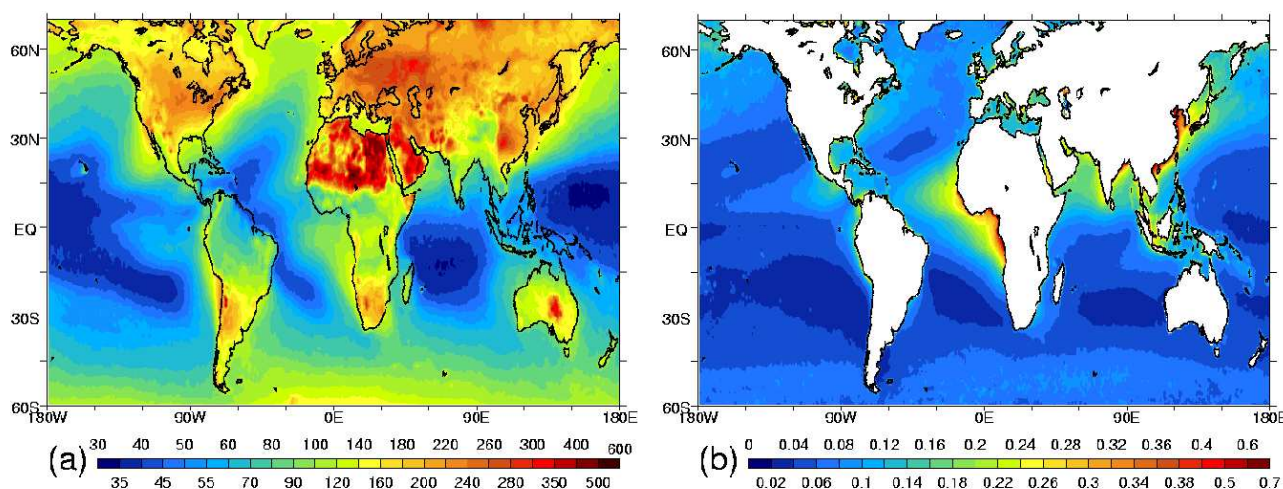 60N
30N
EQ
30S
60S
180W 90W 0E 90E 180E
(a) 30 40 50 60 80 100 140 180 220 260 300 400 600
35 45 55 70 90 120 160 200 240 280 350 500
60N
30N
EQ
30S
60S
180W 90W 0E 90E 180E
(b) 0 0.04 0.08 0.12 0.16 0.2 0.24 0.28 0.32 0.36 0.4 0.6
0.02 0.06 0.1 0.14 0.18 0.22 0.26 0.3 0.34 0.38 0.5 0.7